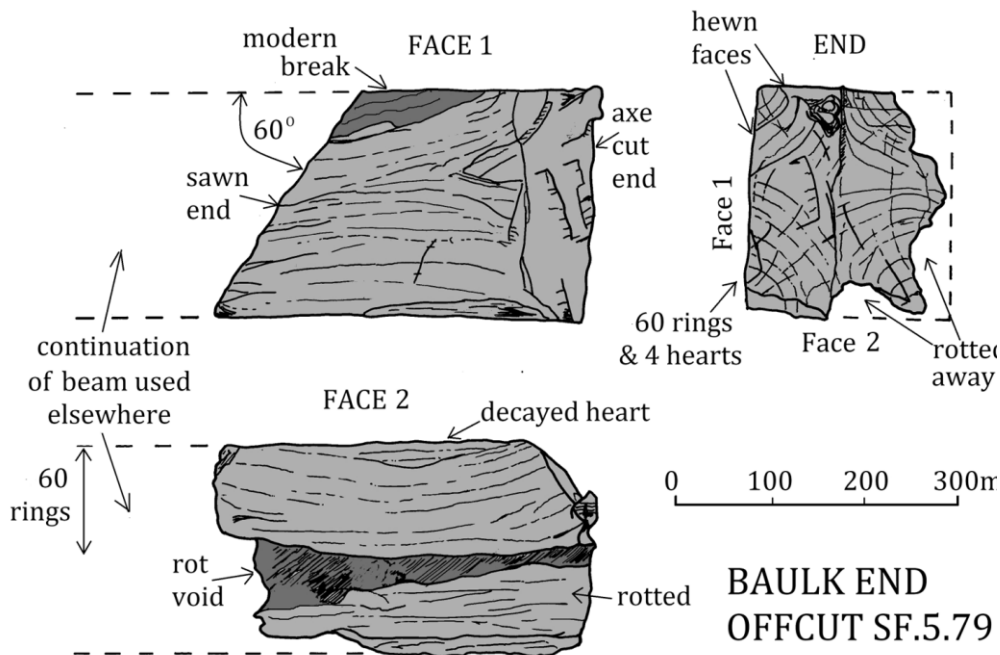 modern
break
FACE 1
60°
sawn
end
axe
cut
end
hewn
faces
END
Face 1
60 rings
& 4 hearts
Face 2
rotted
away
continuation
of beam used
elsewhere
60
rings
FACE 2
decayed heart
rot
void
rotted
0 100 200 300m
BAULK END
OFFCUT SF.5.79